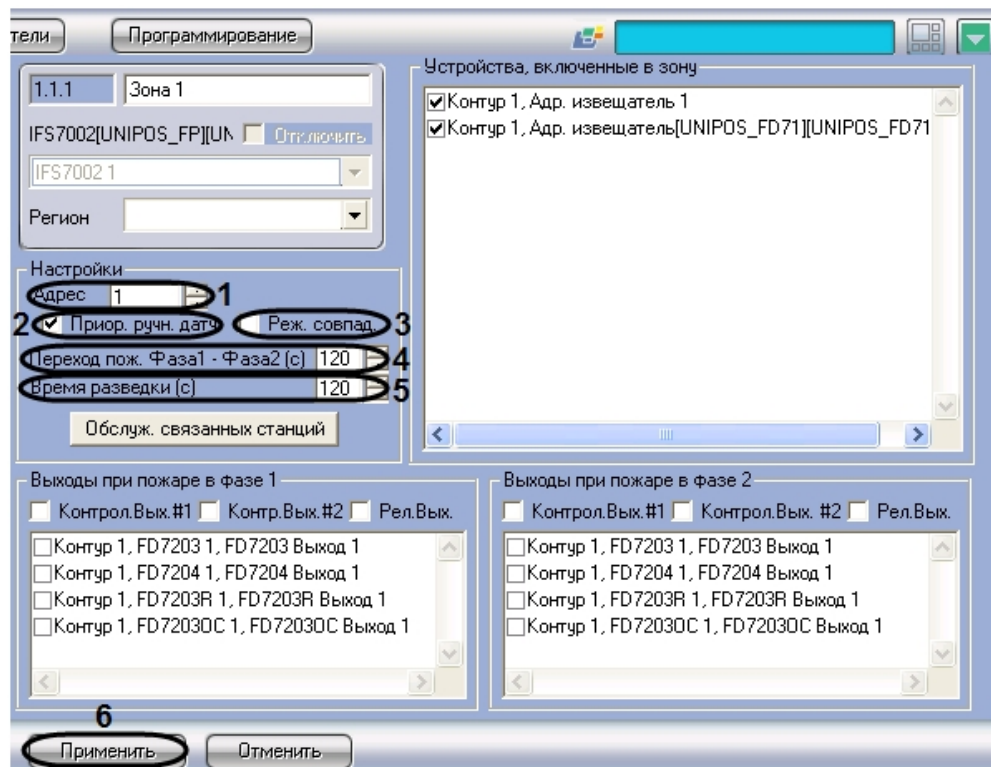 тели
Программирование
1.1.1
Зона 1
IFS7002[UNIPOS_FP][UN
Отключить
IFS7002 1
Регион
Устройства, включенные в зону
Контур 1, Адр. извещатель 1
Контур 1, Адр. извещатель[UNIPOS_FD71][UNIPOS_FD71
Настройки
Адрес 1 1
2 Приор. ручн. датч Реж. совпад. 3
Переход пож. Фаза1 - Фаза2 (с) 120 4
Время разведки (с) 120 5
Обслуж. связанных станций
Выходы при пожаре в фазе 1
Контрол.Вых.#1 Контр.Вых.#2 Рел.Вых.
Контур 1, FD7203 1, FD7203 Выход 1
Контур 1, FD7204 1, FD7204 Выход 1
Контур 1, FD7203R 1, FD7203R Выход 1
Контур 1, FD7203OC 1, FD7203OC Выход 1
Выходы при пожаре в фазе 2
Контрол.Вых.#1 Контрол.Вых. #2 Рел.Вых.
Контур 1, FD7203 1, FD7203 Выход 1
Контур 1, FD7204 1, FD7204 Выход 1
Контур 1, FD7203R 1, FD7203R Выход 1
Контур 1, FD7203OC 1, FD7203OC Выход 1
6
Применить
Отменить